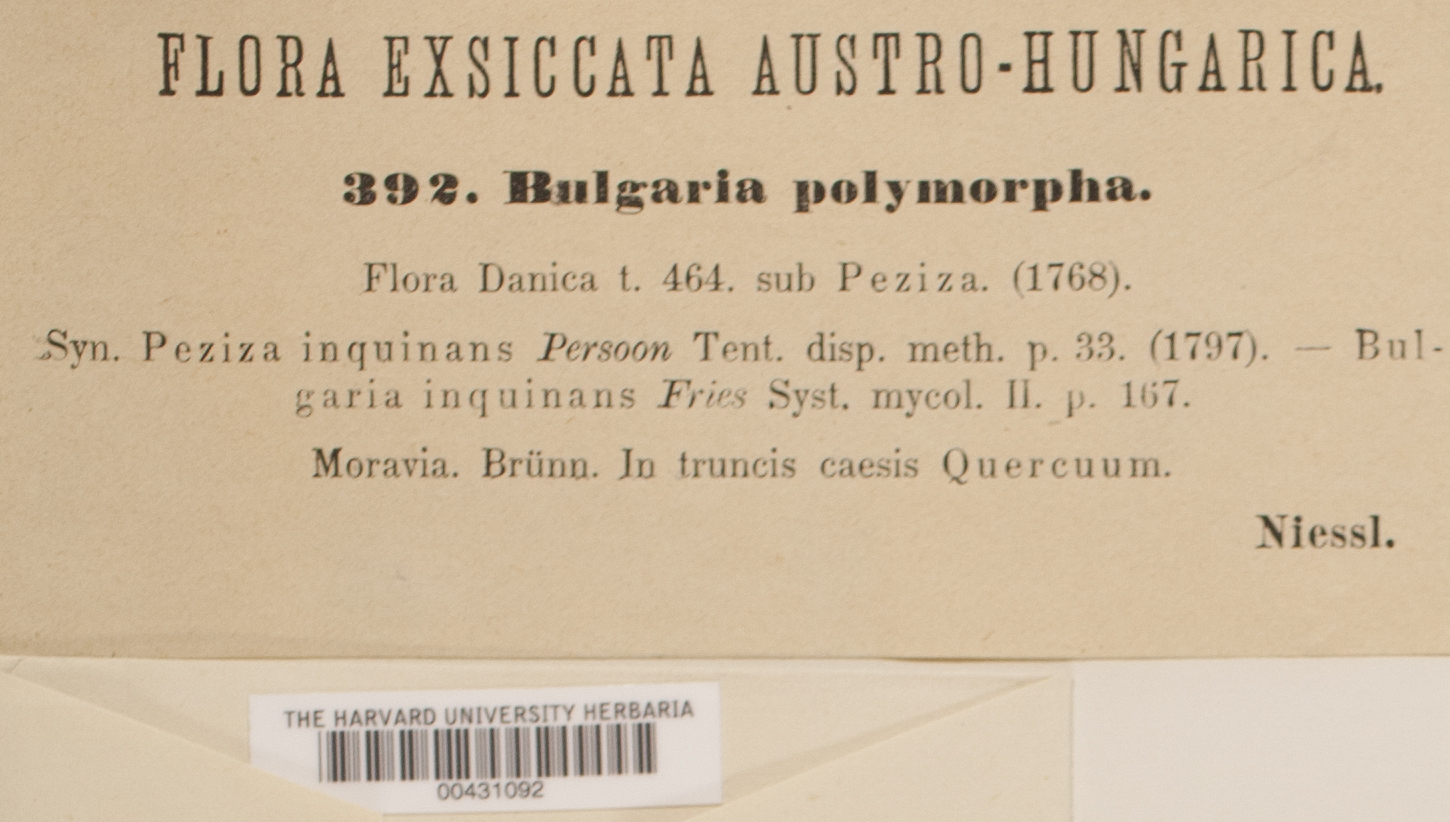 FLORA EXSICCATA AUSTRO-HUNGARICA.
392. Bulgaria polymorpha.
Flora Danica t. 464. sub Peziza. (1768).
Syn. Peziza inquinans Persoon Tent. disp. meth. p. 33. (1797). — Bul-
garia inquinans Fries Syst. mycol. II. p. 167.
Moravia. Brünn. In truncis caesis Quercuum.
Niessl.
THE HARVARD UNIVERSITY HERBARIA
00431092